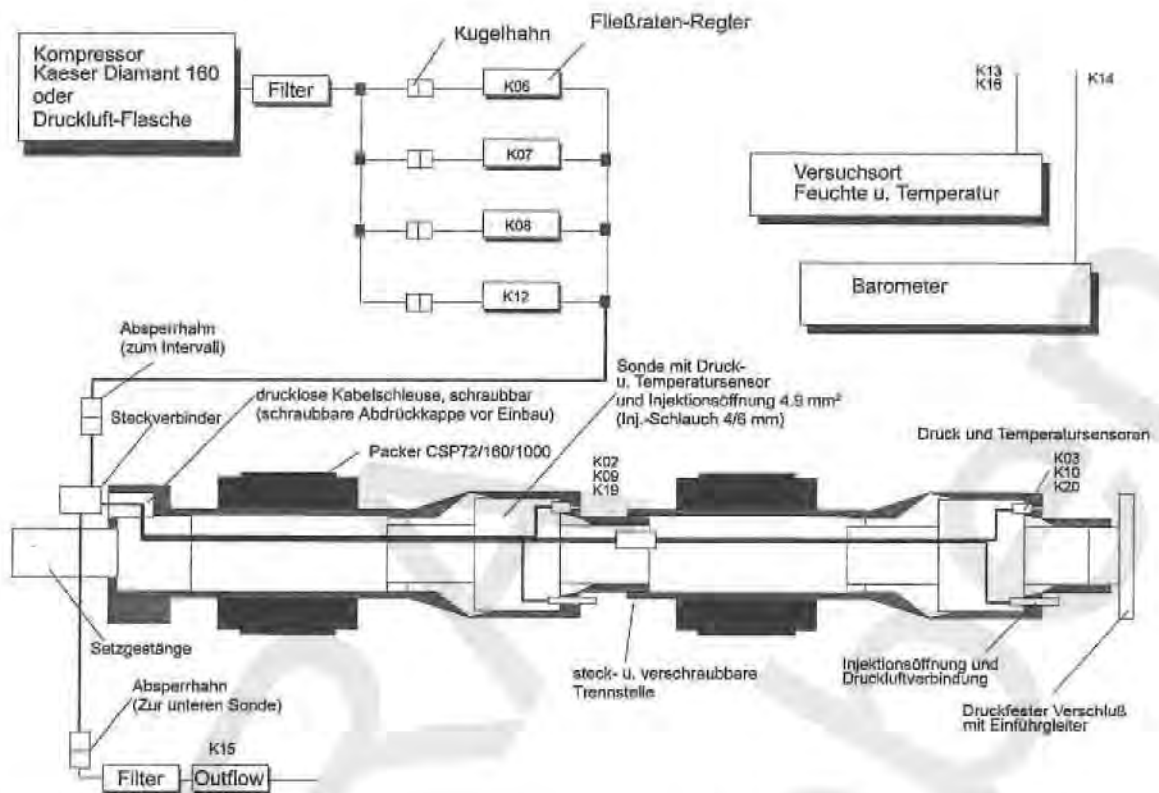 Kompressor
Kaeser Diamant 160
oder
Druckluft-Flasche
Filter
Kugelhahn
Fließraten-Regler
K06
K07
K08
K12
K13
K16
K14
Versuchsort
Feuchte u. Temperatur
Barometer
Absperrhahn
(zum Intervall)
Steckverbinder
drucklose Kabelschleuse, schraubbar
(schraubbare Abdrückkappe vor Einbau)
Packer CSP72/160/1000
Sonde mit Druck-
u. Temperatursensor
und Injektionsöffnung 4.9 mm²
(Inj.-Schlauch 4/6 mm)
K02
K09
K19
Druck und Temperatursensoran
K03
K10
K20
Setzgestänge
Absperrhahn
(Zur unteren Sonde)
K15
Filter
Outflow
steck- u. verschraubbare
Trennstelle
Injektionsöffnung und
Druckluftverbindung
Druckfester Verschluß
mit Einführgleiter